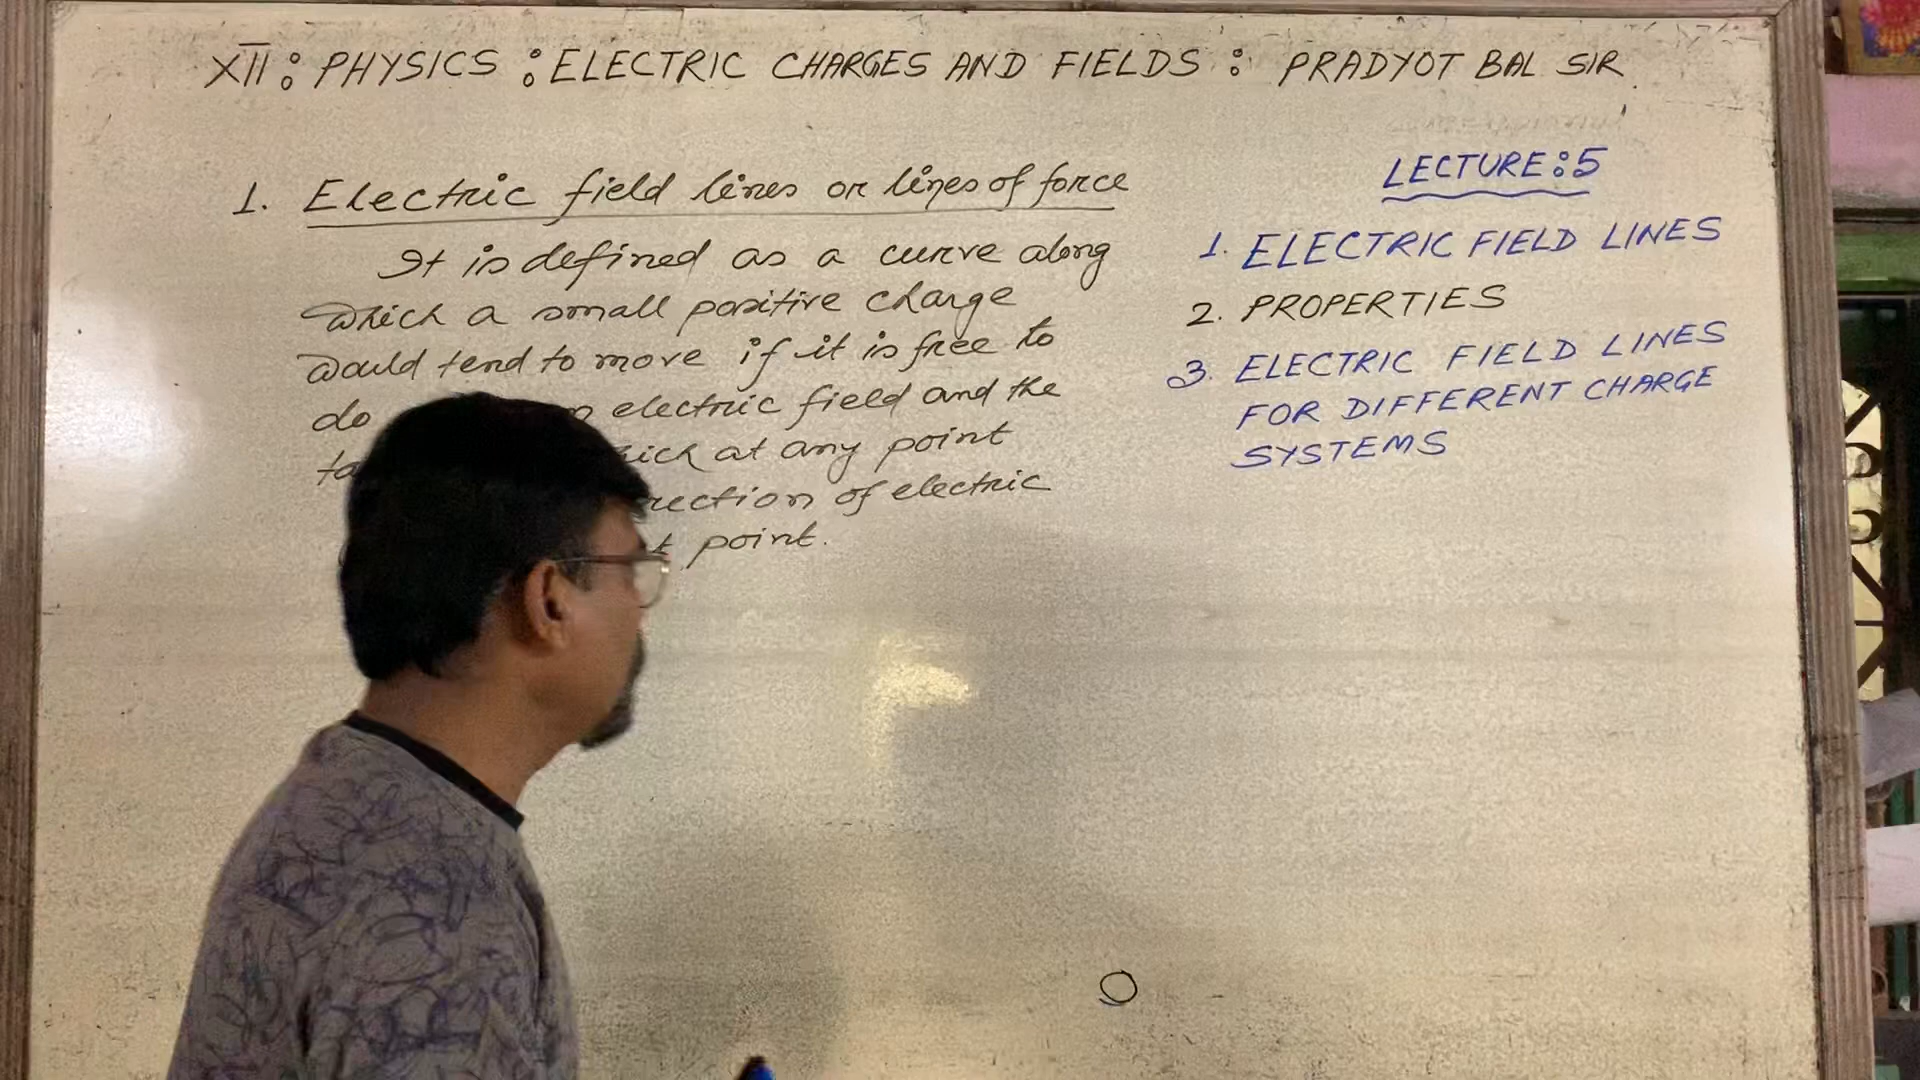 XII : PHYSICS : ELECTRIC CHARGES AND FIELDS : PRADYOT BAL SIR
1. Electric field lines or lines of force
It is defined as a curve along
which a small positive charge
would tend to move if it is free to
do electric field and the
at any point
of electric
point.
LECTURE:5
1. ELECTRIC FIELD LINES
2. PROPERTIES
3. ELECTRIC FIELD LINES
FOR DIFFERENT CHARGE
SYSTEMS